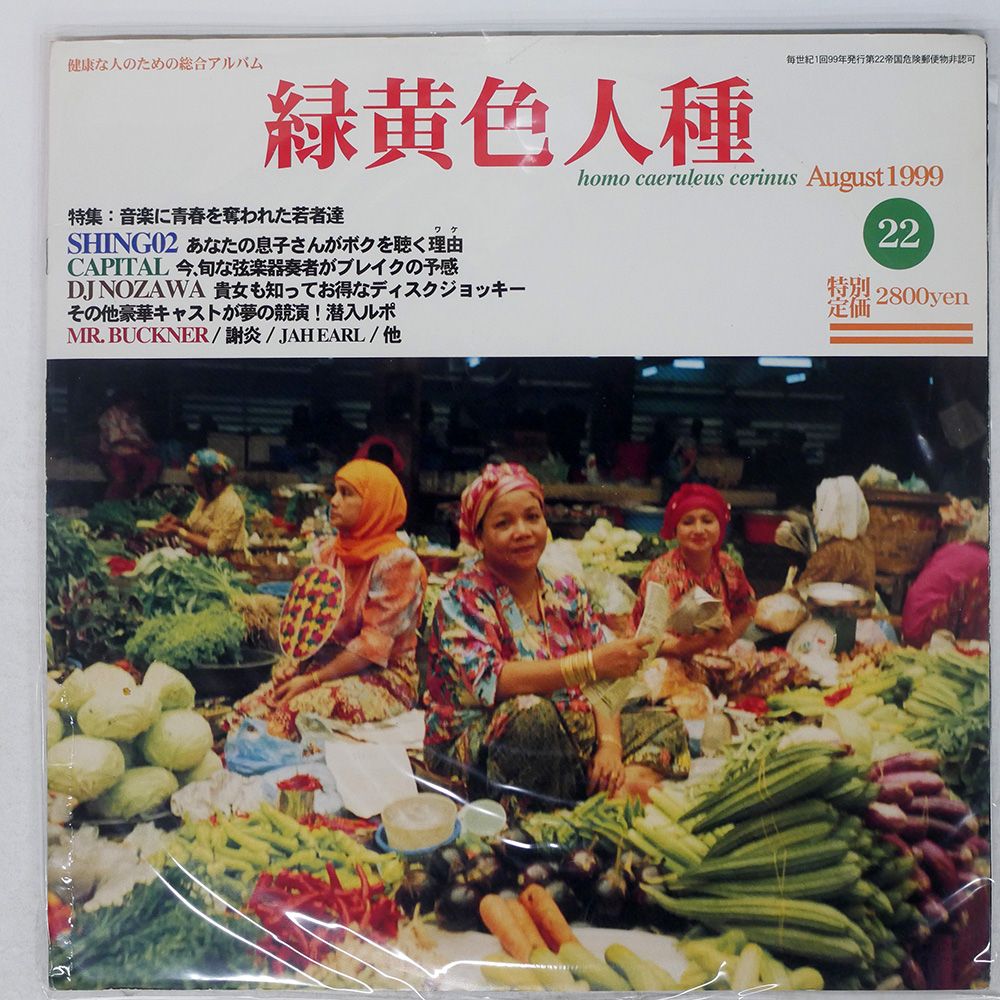 健康な人のための総合アルバム
毎世紀1回99年発行第22帝国危険郵便物非認可
緑黄色人種
homo caeruleus cerinus August 1999
22
特集：音楽に青春を奪われた若者達
SHING02 あなたの息子さんがボクを聴く理由
ワケ
CAPITAL 今、旬な弦楽器奏者がブレイクの予感
DJ NOZAWA 貴女も知ってお得なディスクジョッキー
その他豪華キャストが夢の競演！潜入ルポ
MR. BUCKNER / 謝炎 / JAH EARL / 他
特別
定価 2800yen